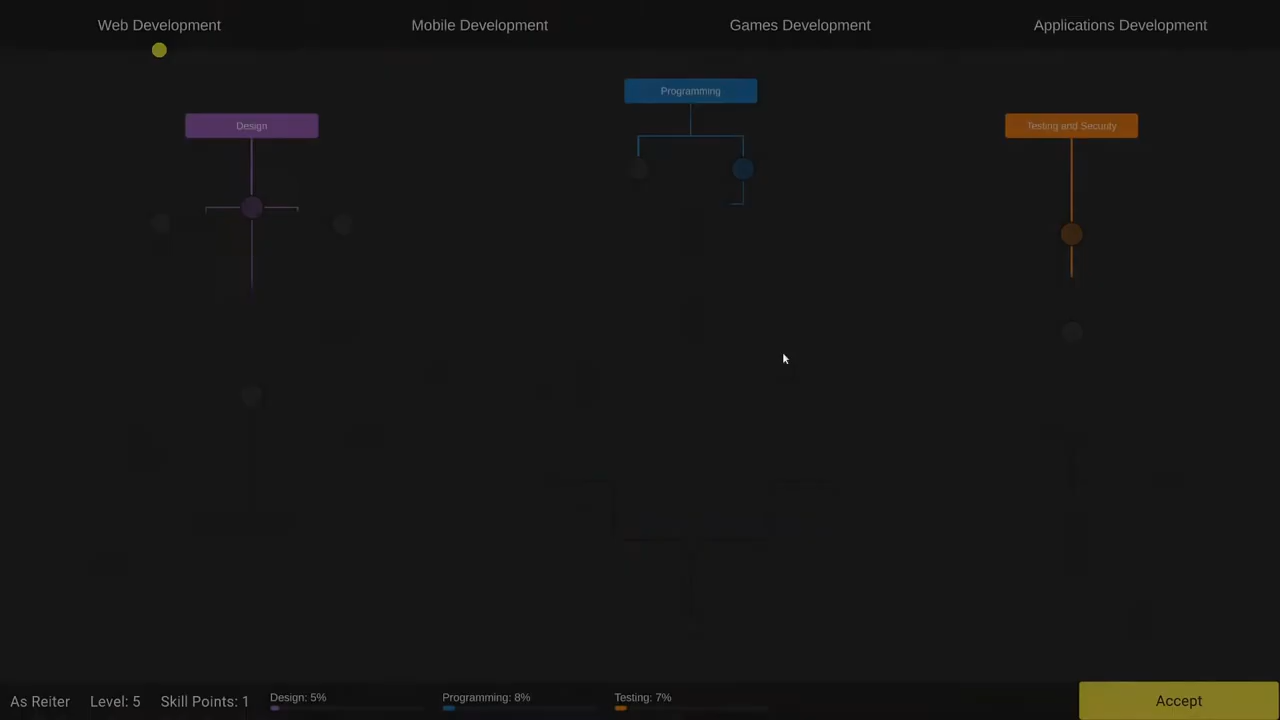 Web Development
Mobile Development
Games Development
Applications Development
Programming
Design
Testing and Security
As Reiter
Level: 5
Skill Points: 1
Design: 5%
Programming: 8%
Testing: 7%
Accept